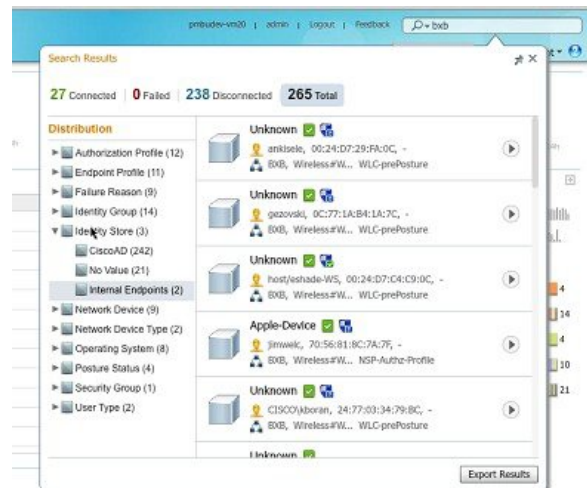 pmbudev-vm20 | admin | Logout | Feedback
bxb
Search Results
27 Connected | 0 Failed | 238 Disconnected 265 Total
Distribution
Authorization Profile (12)
Endpoint Profile (11)
Failure Reason (9)
Identity Group (14)
Identity Store (3)
CiscoAD (242)
No Value (21)
Internal Endpoints (2)
Network Device (9)
Network Device Type (2)
Operating System (8)
Posture Status (4)
Security Group (1)
User Type (2)
Unknown
ankisele, 00:24:D7:29:FA:0C, -
BXB, Wireless#W... WLC-prePosture
Unknown
gezovski, 0C:77:1A:B4:1A:7C, -
BXB, Wireless#W... WLC-prePosture
Unknown
host/eshade-WS, 00:24:D7:C4:C9:0C, -
BXB, Wireless#W... WLC-prePosture
Apple-Device
jimwelc, 70:56:81:8C:7A:7F, -
BXB, Wireless#W... NSP-Authz-Profile
Unknown
CISCO\kboran, 24:77:03:34:79:BC, -
BXB, Wireless#W... WLC-prePosture
Unknown
Export Results
4
14
4
10
21